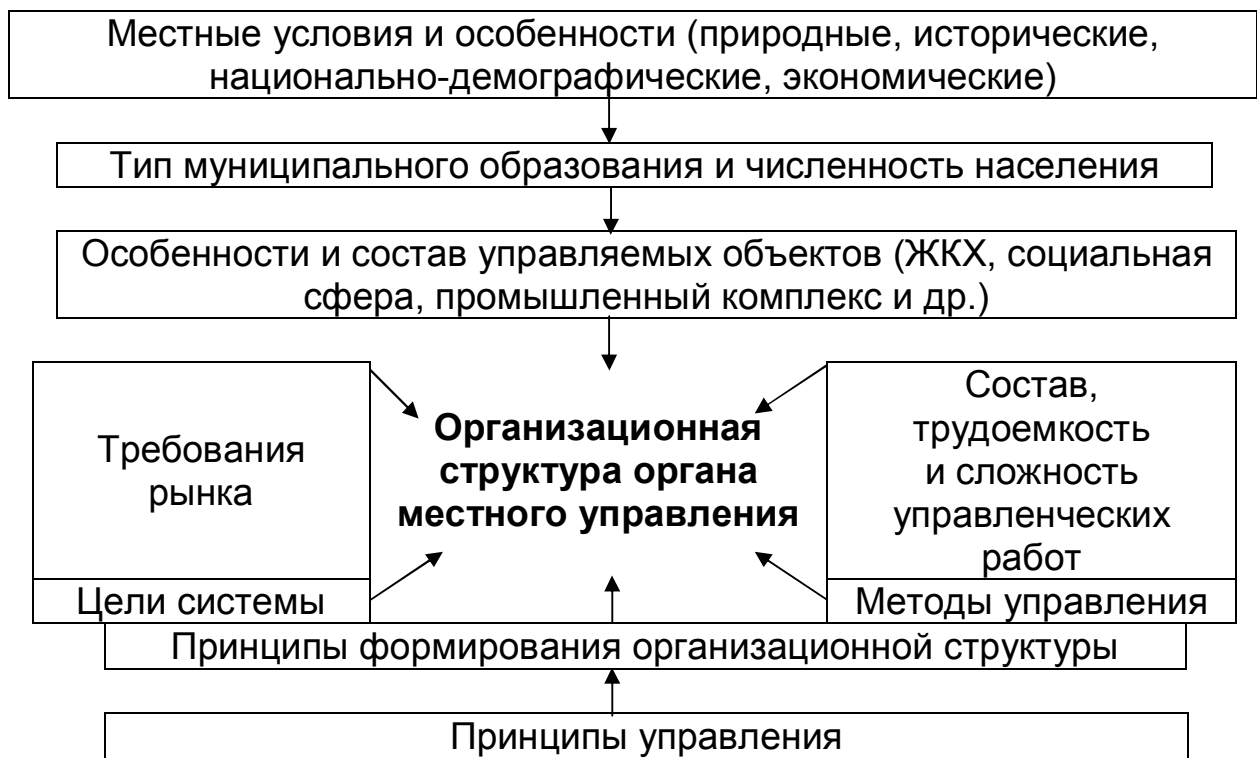 Местные условия и особенности (природные, исторические,
национально-демографические, экономические)
Тип муниципального образования и численность населения
Особенности и состав управляемых объектов (ЖКХ, социальная
сфера, промышленный комплекс и др.)
Требования
рынка
Организационная
структура органа
местного управления
Состав,
трудоемкость
и сложность
управленческих
работ
Цели системы
Методы управления
Принципы формирования организационной структуры
Принципы управления